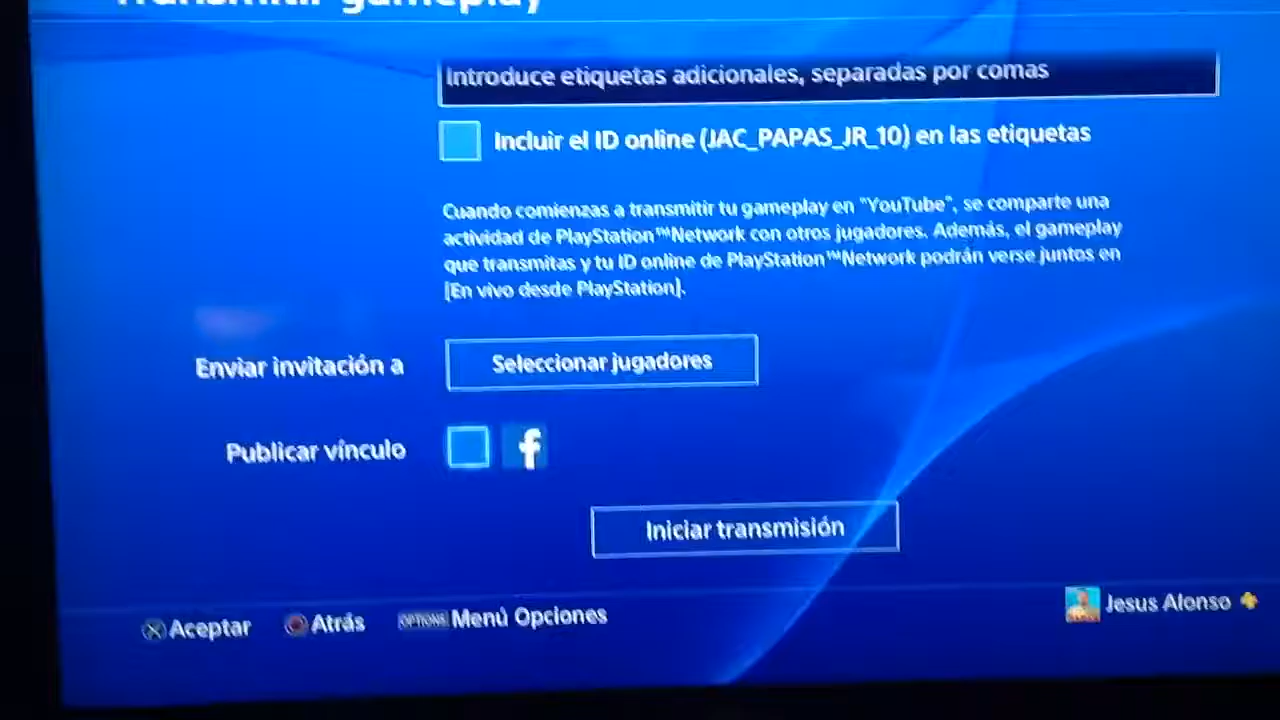 Transmitir gameplay
Introduce etiquetas adicionales, separadas por comas
Incluir el ID online (JAC_PAPAS_JR_10) en las etiquetas
Cuando comienzas a transmitir tu gameplay en "YouTube", se comparte una
actividad de PlayStation™Network con otros jugadores. Además, el gameplay
que transmitas y tu ID online de PlayStation™Network podrán verse juntos en
[En vivo desde PlayStation].
Enviar invitación a
Seleccionar jugadores
Publicar vínculo
f
Iniciar transmisión
Aceptar
Atrás
OPTIONS Menú Opciones
Jesus Alonso